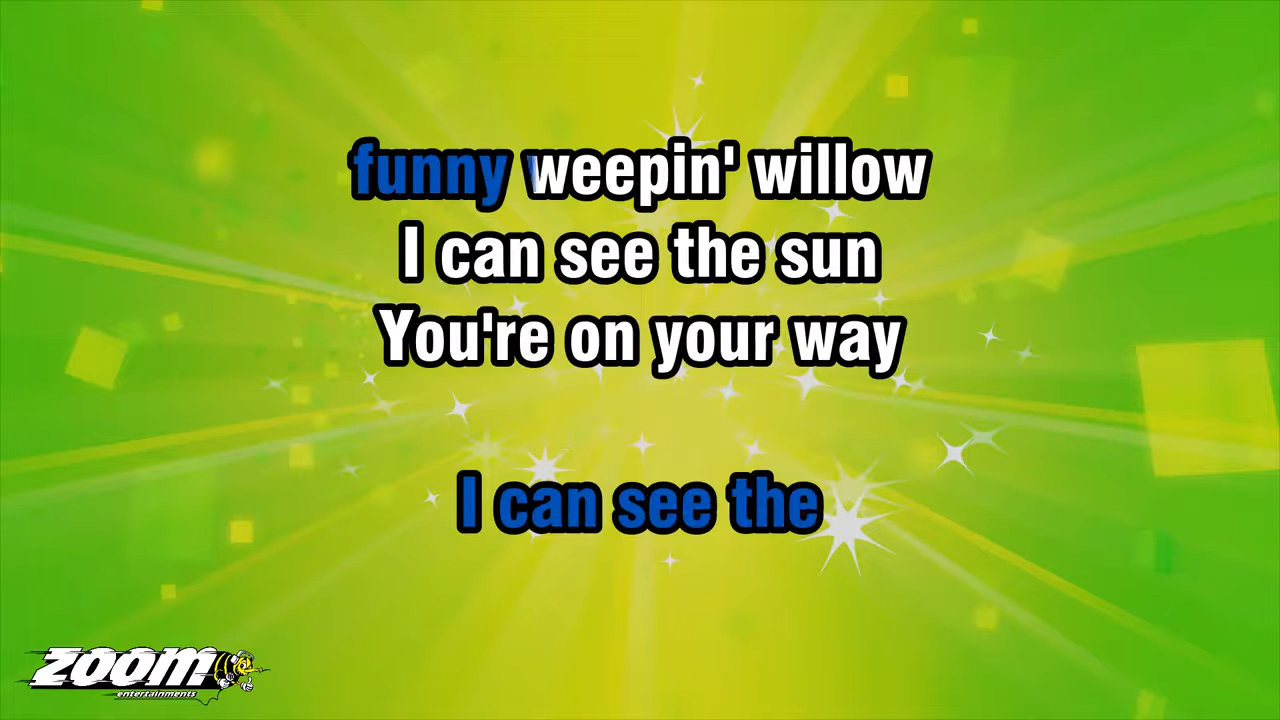 funny weepin' willow
I can see the sun
You're on your way
I can see the
ZOOM
entertainments